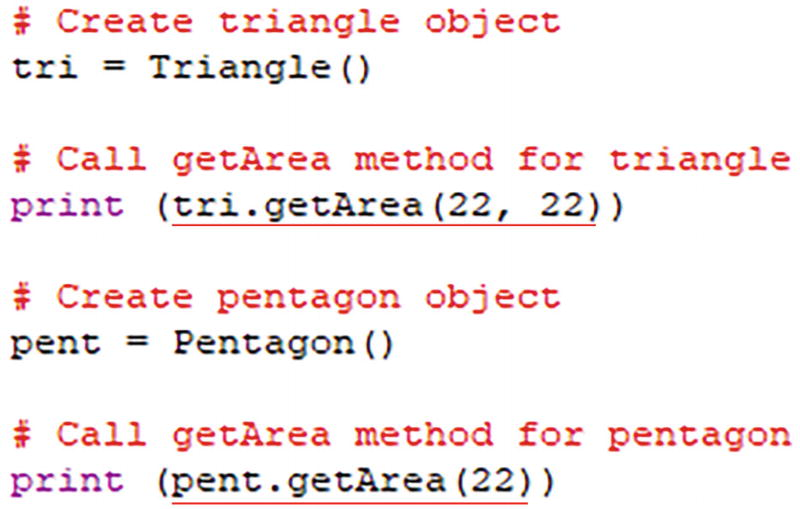 # Create triangle object
tri = Triangle()
# Call getArea method for triangle
print (tri.getArea(22, 22))
# Create pentagon object
pent = Pentagon()
# Call getArea method for pentagon
print (pent.getArea(22))